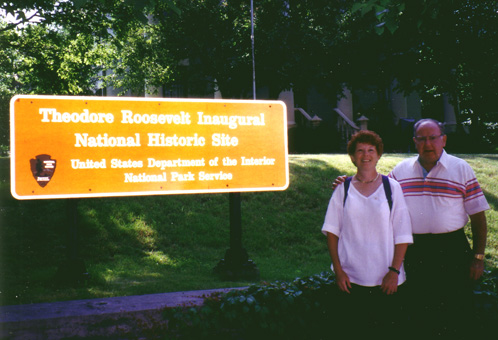 Theodore Roosevelt Inaugural
National Historic Site
United States Department of the Interior
National Park Service